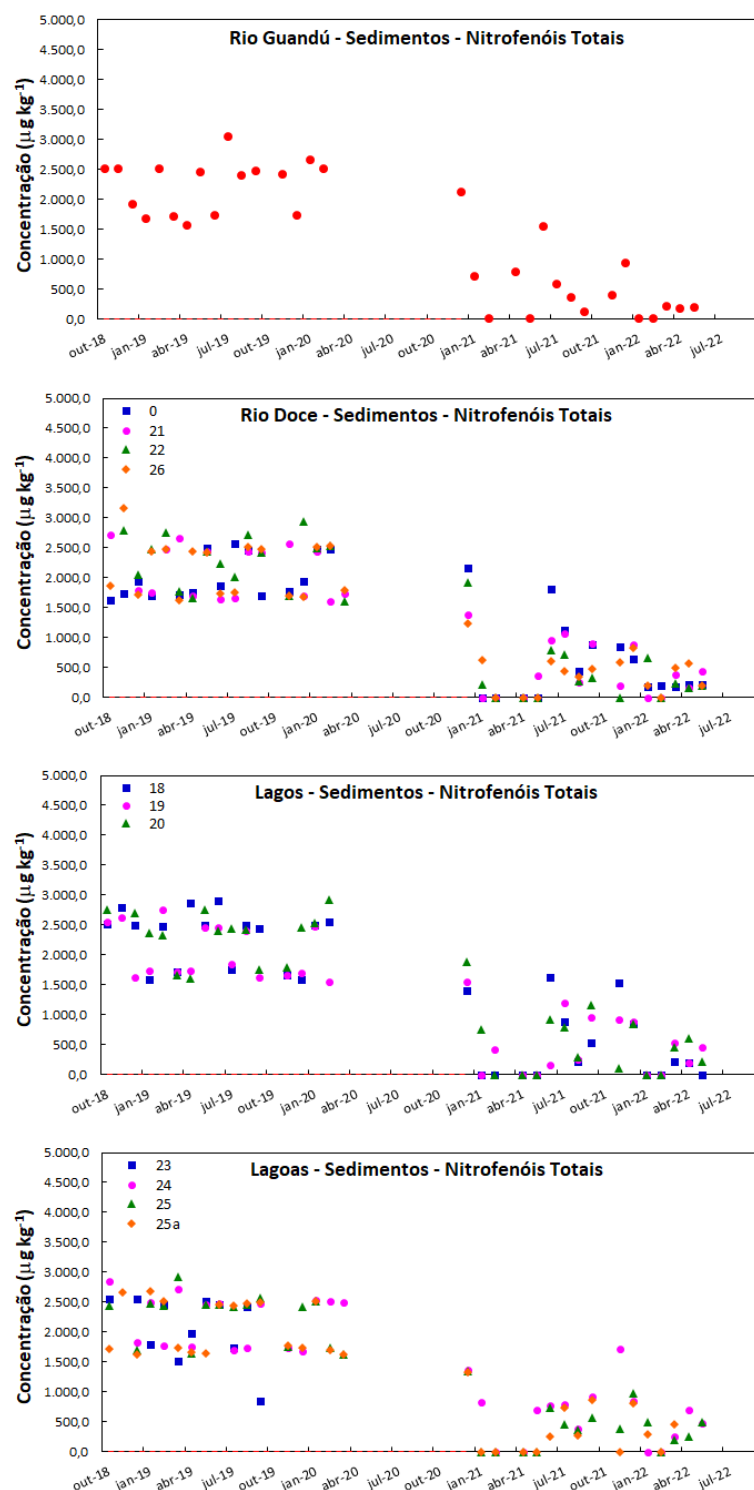 Rio Guandú - Sedimentos - Nitrofenóis Totais
Concentração (µg kg-1)
5.000,0
4.500,0
4.000,0
3.500,0
3.000,0
2.500,0
2.000,0
1.500,0
1.000,0
500,0
0,0
out-18
jan-19
abr-19
jul-19
out-19
jan-20
abr-20
jul-20
out-20
jan-21
abr-21
jul-21
out-21
jan-22
abr-22
jul-22
Rio Doce - Sedimentos - Nitrofenóis Totais
0
21
22
26
Concentração (µg kg-1)
5.000,0
4.500,0
4.000,0
3.500,0
3.000,0
2.500,0
2.000,0
1.500,0
1.000,0
500,0
0,0
out-18
jan-19
abr-19
jul-19
out-19
jan-20
abr-20
jul-20
out-20
jan-21
abr-21
jul-21
out-21
jan-22
abr-22
jul-22
Lagos - Sedimentos - Nitrofenóis Totais
18
19
20
Concentração (µg kg-1)
5.000,0
4.500,0
4.000,0
3.500,0
3.000,0
2.500,0
2.000,0
1.500,0
1.000,0
500,0
0,0
out-18
jan-19
abr-19
jul-19
out-19
jan-20
abr-20
jul-20
out-20
jan-21
abr-21
jul-21
out-21
jan-22
abr-22
jul-22
Lagoas - Sedimentos - Nitrofenóis Totais
23
24
25
25a
Concentração (µg kg-1)
5.000,0
4.500,0
4.000,0
3.500,0
3.000,0
2.500,0
2.000,0
1.500,0
1.000,0
500,0
0,0
out-18
jan-19
abr-19
jul-19
out-19
jan-20
abr-20
jul-20
out-20
jan-21
abr-21
jul-21
out-21
jan-22
abr-22
jul-22